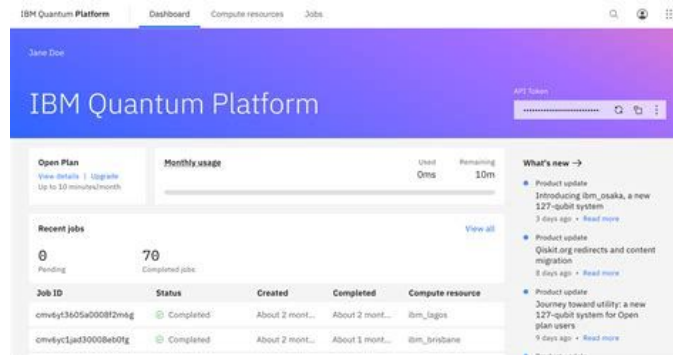 IBM Quantum Platform
Dashboard
Compute resources
Jobs
Jane Doe
IBM Quantum Platform
API Token
Open Plan
View details | Upgrade
Up to 10 minutes/month
Monthly usage
Used
0ms
Remaining
10m
Recent jobs
View all
0
Pending
70
Completed jobs
Job ID Status Created Completed Compute resource
Completed About 2 mont... About 2 mont... ibm_lagos
Completed About 2 mont... About 1 mont... ibm_brisbane
What's new →
Product update
Introducing ibm_osaka, a new
127-qubit system
3 days ago • Read more
Product update
Qiskit.org redirects and content
migration
8 days ago • Read more
Product update
Journey toward utility: a new
127-qubit system for Open
plan users
9 days ago • Read more